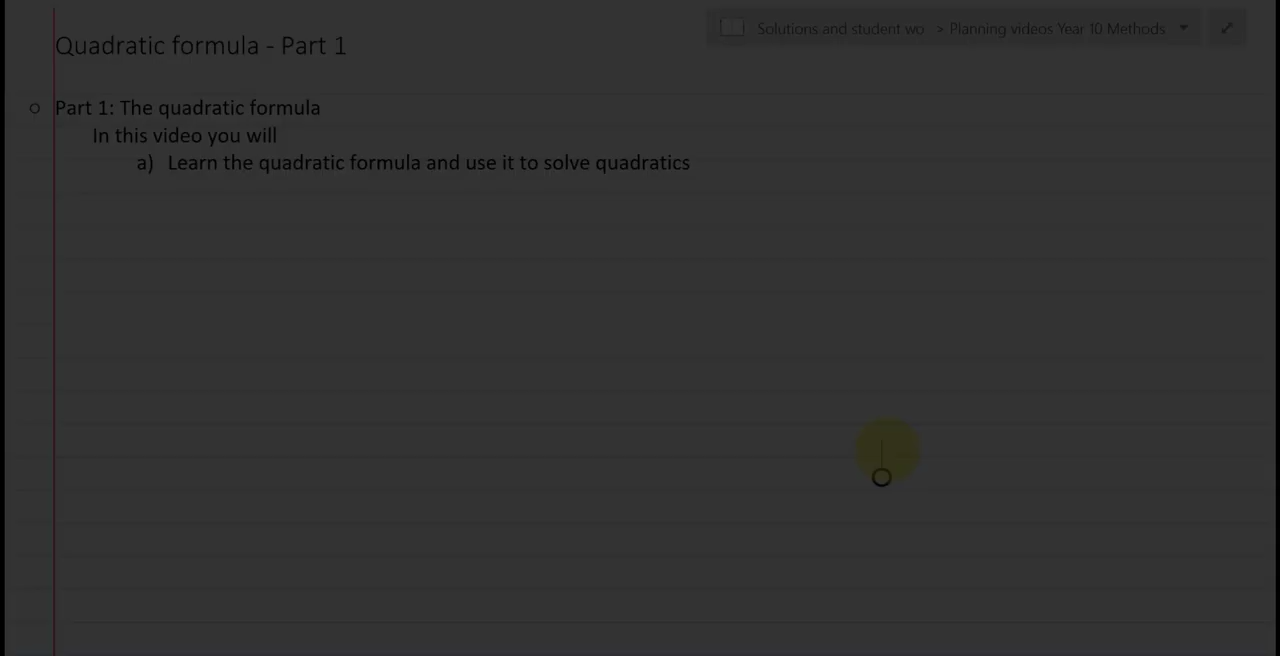 Solutions and student wo > Planning videos Year 10 Methods
Quadratic formula - Part 1
Part 1: The quadratic formula
In this video you will
a) Learn the quadratic formula and use it to solve quadratics